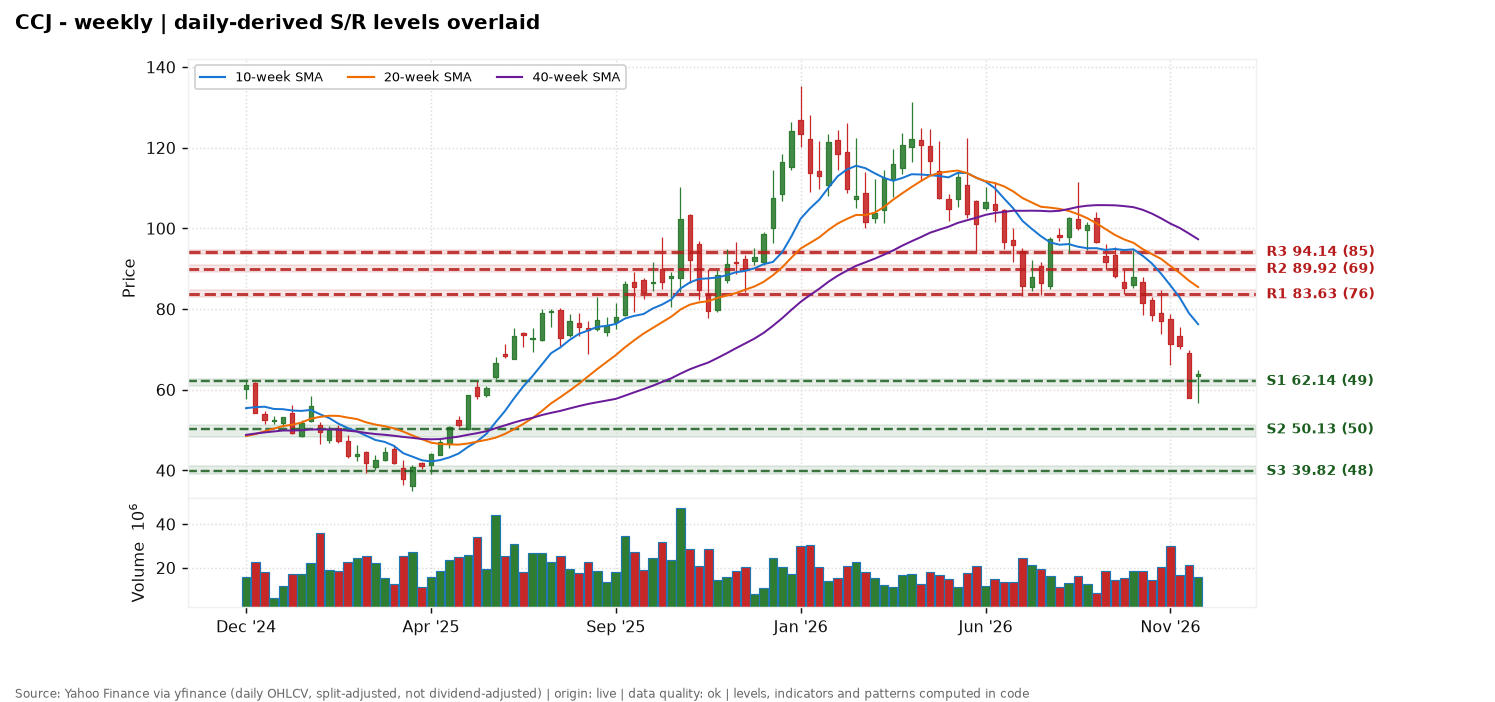 CCJ - weekly | daily-derived S/R levels overlaid
10-week SMA 20-week SMA 40-week SMA
Price
140
120
100
80
60
40
R3 94.14 (85)
R2 89.92 (69)
R1 83.63 (76)
S1 62.14 (49)
S2 50.13 (50)
S3 39.82 (48)
Volume 10⁶
40
20
Dec '24 Apr '25 Sep '25 Jan '26 Jun '26 Nov '26
Source: Yahoo Finance via yfinance (daily OHLCV, split-adjusted, not dividend-adjusted) | origin: live | data quality: ok | levels, indicators and patterns computed in code